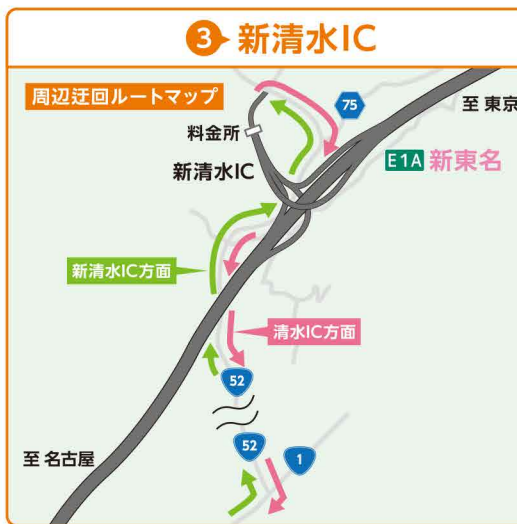 3 新清水IC
周辺迂回ルートマップ
75
至 東京
料金所
E1A 新東名
新清水IC
新清水IC方面
清水IC方面
52
52
1
至 名古屋